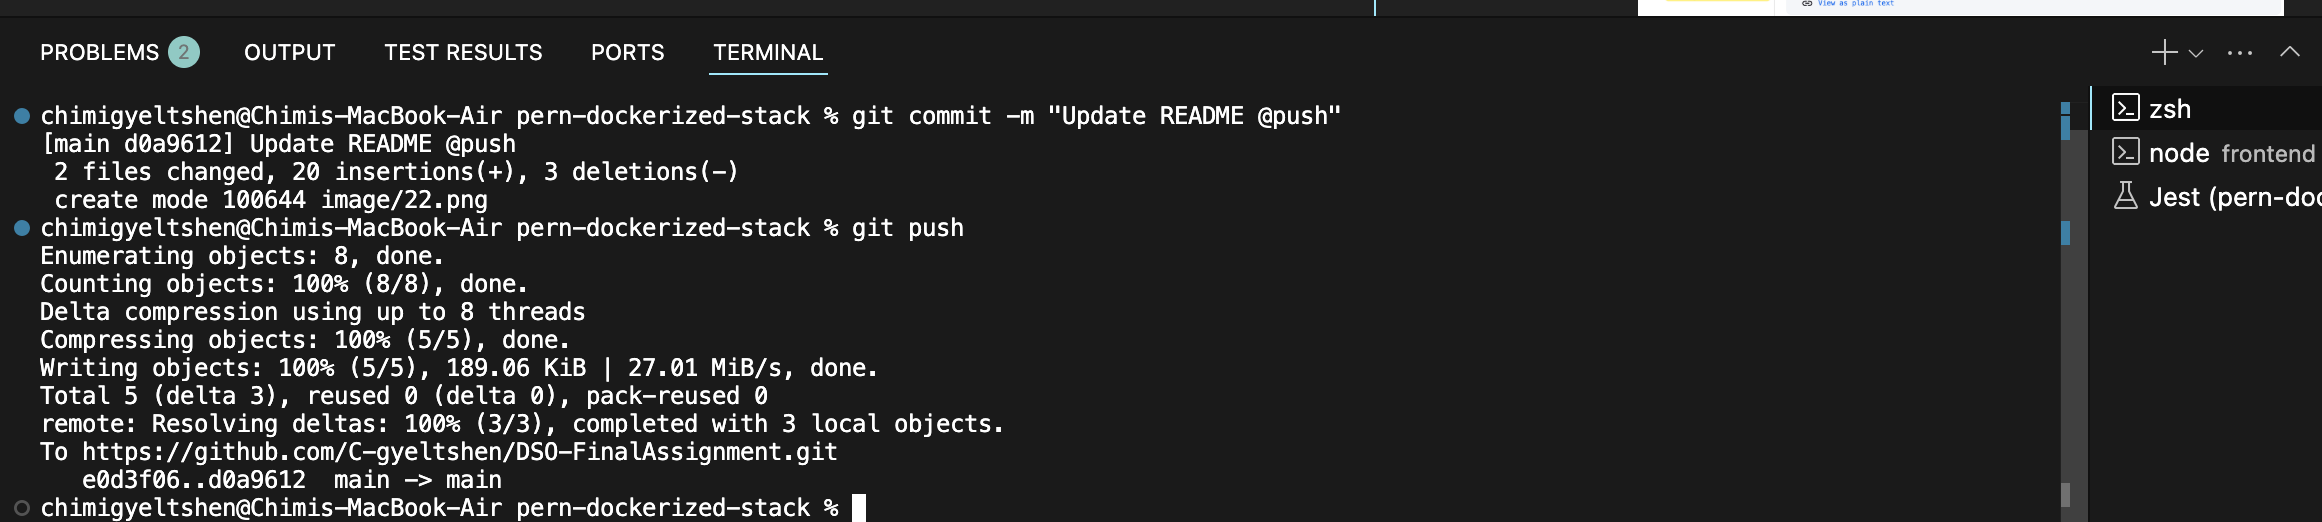 View as plain text
PROBLEMS 2 OUTPUT TEST RESULTS PORTS TERMINAL
chimigyeltshen@Chimis-MacBook-Air pern-dockerized-stack % git commit -m "Update README @push"
[main d0a9612] Update README @push
2 files changed, 20 insertions(+), 3 deletions(-)
create mode 100644 image/22.png
chimigyeltshen@Chimis-MacBook-Air pern-dockerized-stack % git push
Enumerating objects: 8, done.
Counting objects: 100% (8/8), done.
Delta compression using up to 8 threads
Compressing objects: 100% (5/5), done.
Writing objects: 100% (5/5), 189.06 KiB | 27.01 MiB/s, done.
Total 5 (delta 3), reused 0 (delta 0), pack-reused 0
remote: Resolving deltas: 100% (3/3), completed with 3 local objects.
To https://github.com/C-gyeltshen/DSO-FinalAssignment.git
e0d3f06..d0a9612  main -> main
chimigyeltshen@Chimis-MacBook-Air pern-dockerized-stack %
zsh
node frontend
Jest (pern-doc